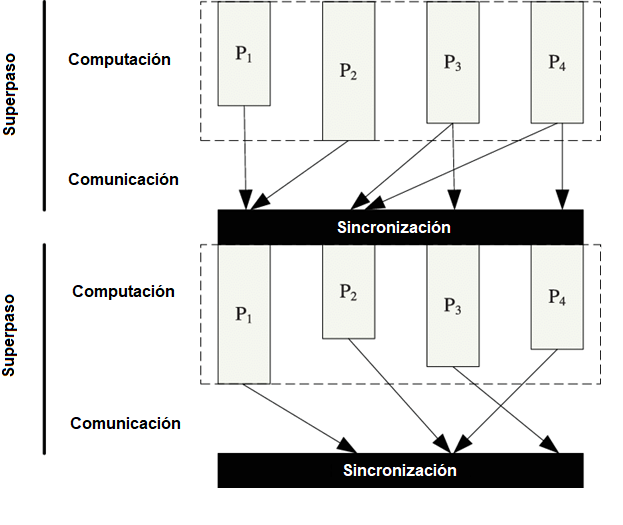 Superpaso
Computación
P1
P2
P3
P4
Comunicación
Sincronización
Superpaso
Computación
P1
P2
P3
P4
Comunicación
Sincronización